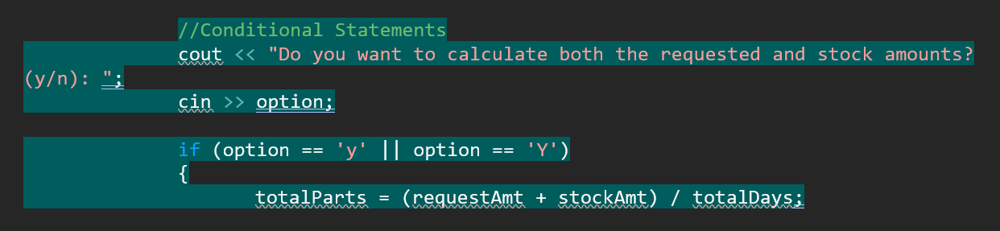 //Conditional Statements
cout << "Do you want to calculate both the requested and stock amounts?
(y/n): ";
cin >> option;
if (option == 'y' || option == 'Y')
{
totalParts = (requestAmt + stockAmt) / totalDays;